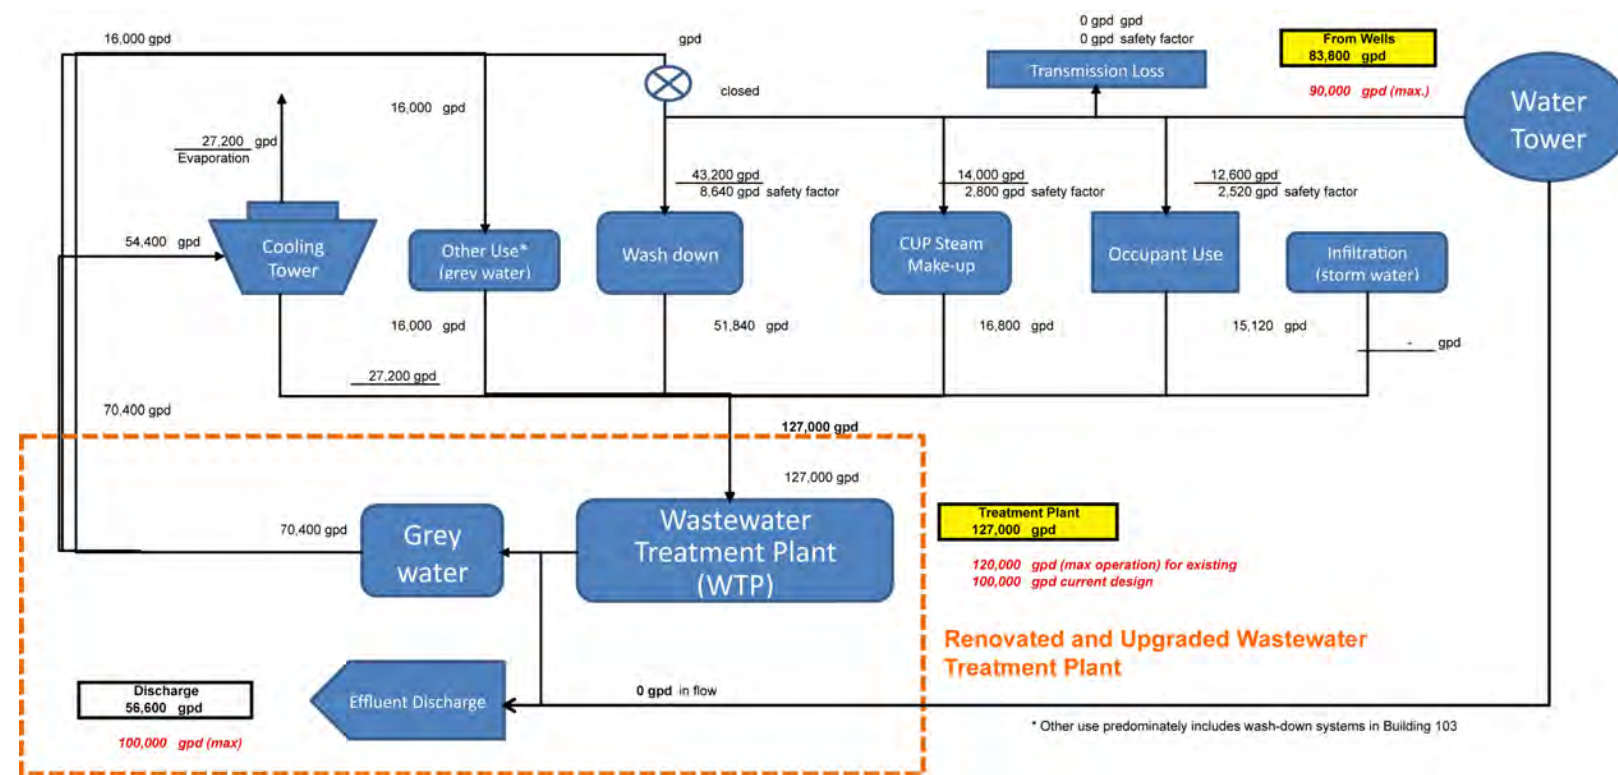 16,000 gpd
gpd
0 gpd gpd
0 gpd safety factor
Transmission Loss
From Wells
83,800 gpd
90,000 gpd (max.)
Water
Tower
closed
16,000 gpd
27,200 gpd
Evaporation
43,200 gpd
8,640 gpd safety factor
14,000 gpd
2,800 gpd safety factor
12,600 gpd
2,520 gpd safety factor
54,400 gpd
Cooling
Tower
Other Use*
(grey water)
Wash down
CUP Steam
Make-up
Occupant Use
Infiltration
(storm water)
16,000 gpd
51,840 gpd
16,800 gpd
15,120 gpd
- gpd
27,200 gpd
70,400 gpd
127,000 gpd
127,000 gpd
70,400 gpd
Grey
water
Wastewater
Treatment Plant
(WTP)
Treatment Plant
127,000 gpd
120,000 gpd (max operation) for existing
100,000 gpd current design
Renovated and Upgraded Wastewater
Treatment Plant
Discharge
56,600 gpd
100,000 gpd (max)
Effluent Discharge
0 gpd in flow
* Other use predominately includes wash-down systems in Building 103